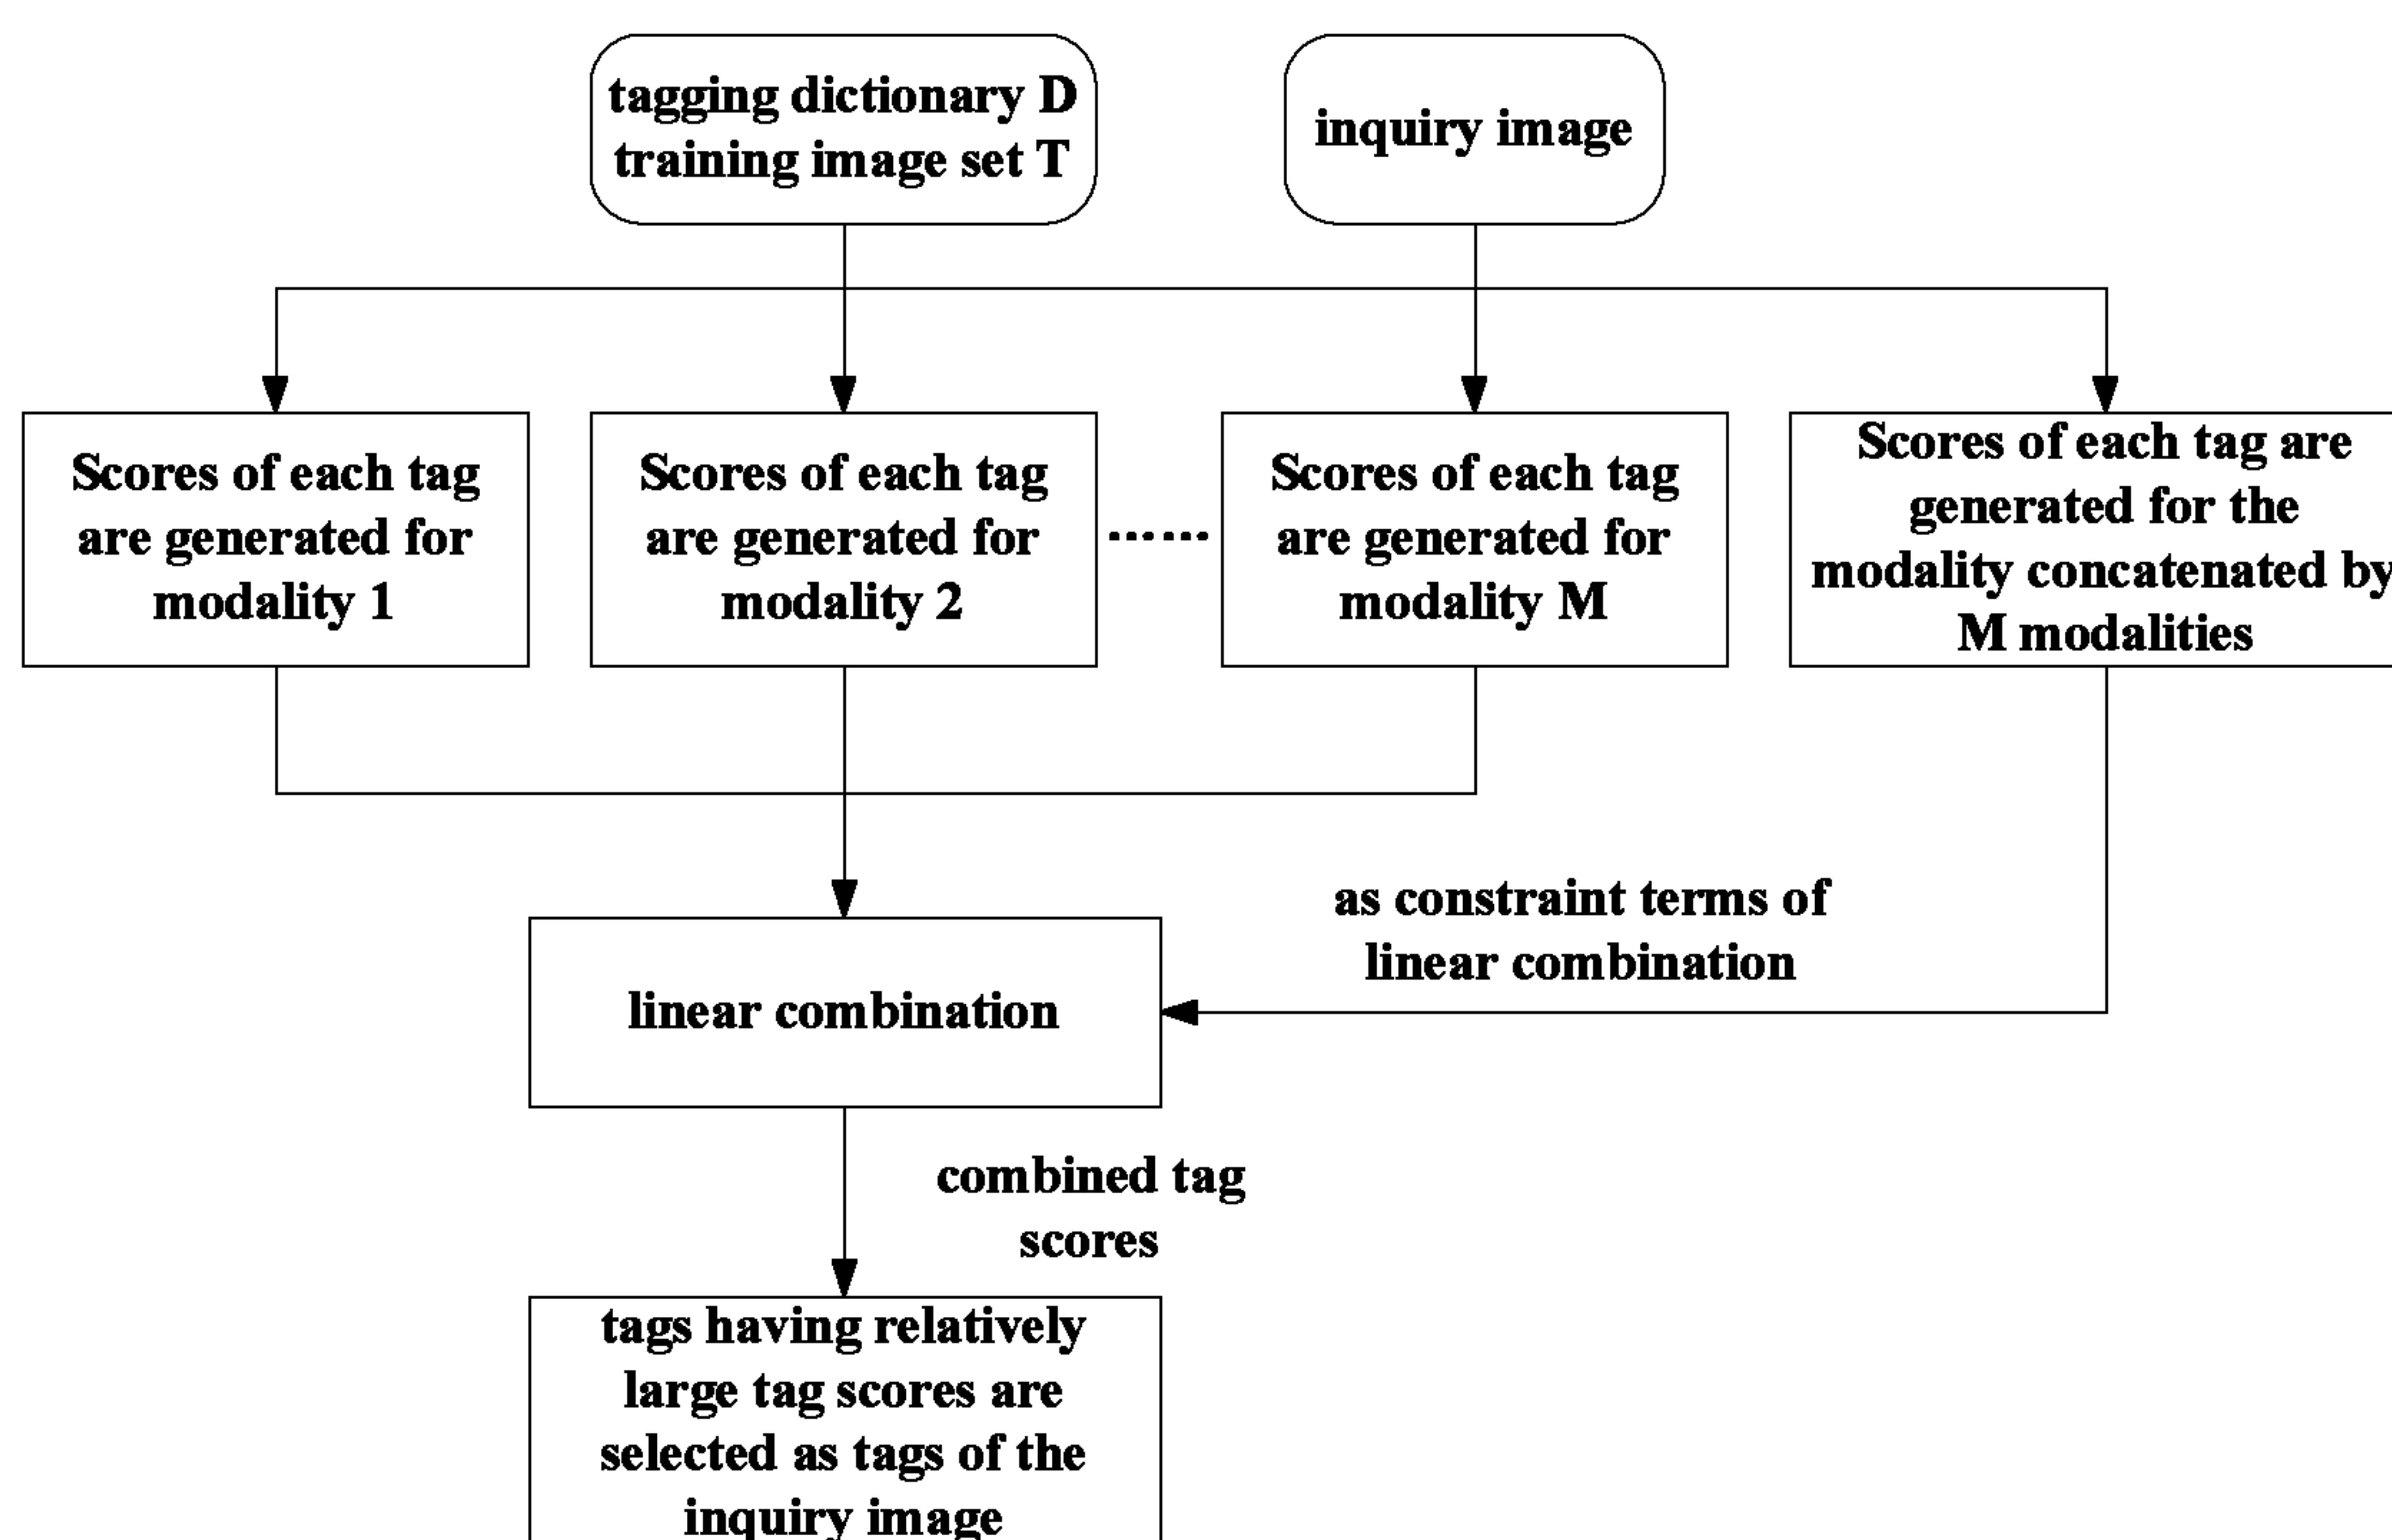 tagging dictionary D
training image set T
inquiry image
Scores of each tag
are generated for
modality 1
Scores of each tag
are generated for
modality 2
······
Scores of each tag
are generated for
modality M
Scores of each tag are
generated for the
modality concatenated by
M modalities
as constraint terms of
linear combination
linear combination
combined tag
scores
tags having relatively
large tag scores are
selected as tags of the
inquiry image